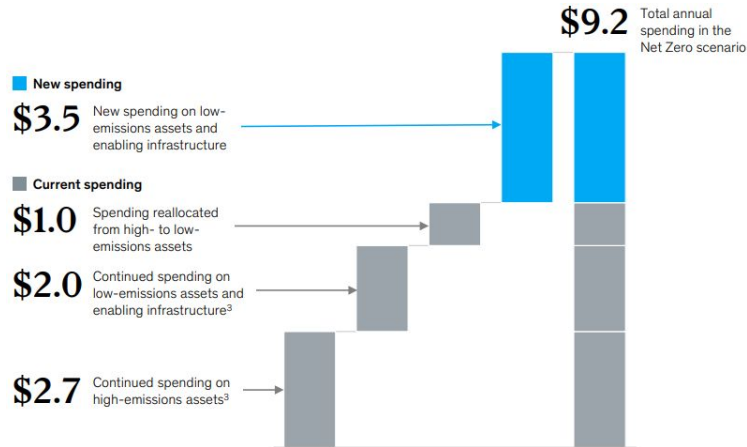 $9.2
Total annual
spending in the
Net Zero scenario
New spending
$3.5
New spending on low-
emissions assets and
enabling infrastructure
Current spending
$1.0
Spending reallocated
from high- to low-
emissions assets
$2.0
Continued spending on
low-emissions assets and
enabling infrastructure³
$2.7
Continued spending on
high-emissions assets³